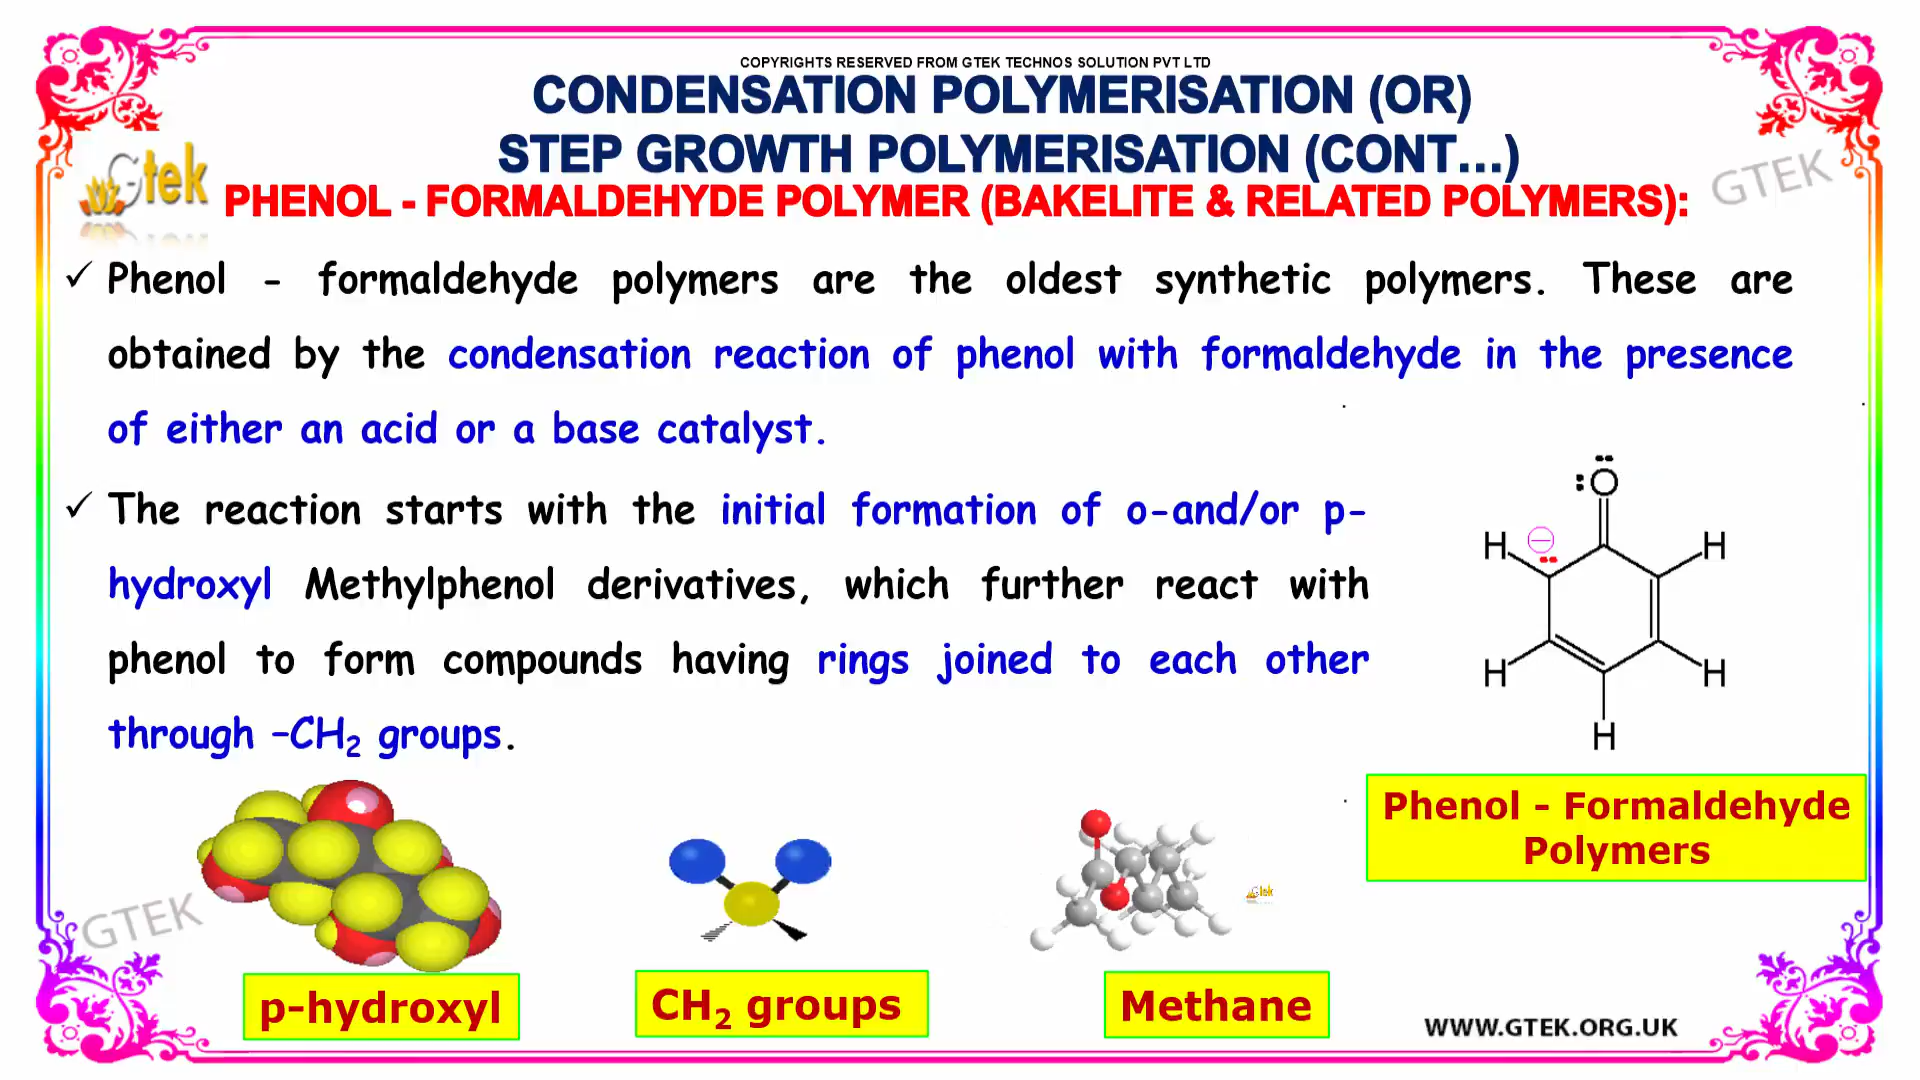 COPYRIGHTS RESERVED FROM GTEK TECHNOS SOLUTION PVT LTD
CONDENSATION POLYMERISATION (OR)
STEP GROWTH POLYMERISATION (CONT...)
Gtek
GTEK
PHENOL - FORMALDEHYDE POLYMER (BAKELITE & RELATED POLYMERS):
✓ Phenol - formaldehyde polymers are the oldest synthetic polymers. These are
obtained by the condensation reaction of phenol with formaldehyde in the presence
of either an acid or a base catalyst.
✓ The reaction starts with the initial formation of o-and/or p-
hydroxyl Methylphenol derivatives, which further react with
phenol to form compounds having rings joined to each other
through –CH₂ groups.
O
H H
H H
H
Phenol - Formaldehyde
Polymers
Gtek
GTEK
p-hydroxyl
CH₂ groups
Methane
WWW.GTEK.ORG.UK